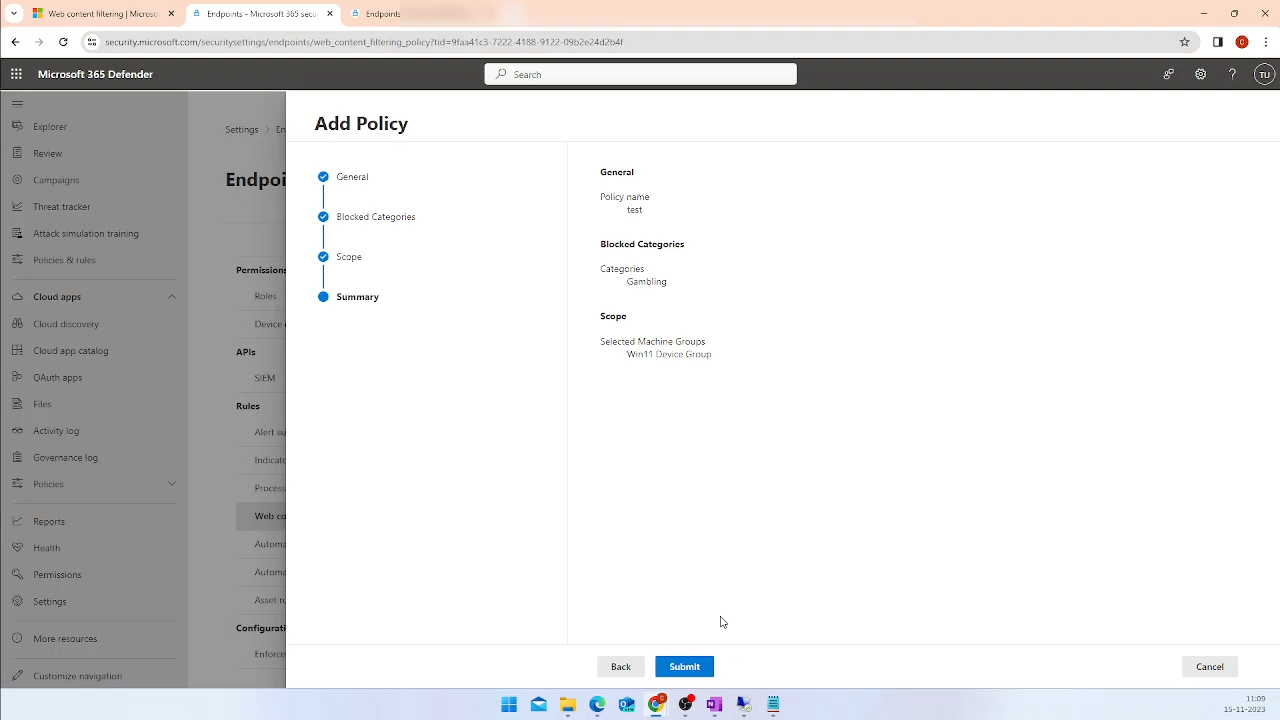 Web content filtering | Microso
Endpoints - Microsoft 365 secu
Endpoints
security.microsoft.com/securitysettings/endpoints/web_content_filtering_policy?tid=9faa41c3-7222-4188-9122-09b2e24d2b4f
C
Microsoft 365 Defender
Search
TU
Explorer
Review
Campaigns
Threat tracker
Attack simulation training
Policies & rules
Cloud apps
Cloud discovery
Cloud app catalog
OAuth apps
Files
Activity log
Governance log
Policies
Reports
Health
Permissions
Settings
More resources
Customize navigation
Settings > En
Endpoi
Permissions
Roles
Device
APIs
SIEM
Rules
Alert su
Indicato
Process
Web co
Automa
Automa
Asset ru
Configurati
Enforce
Add Policy
General
Blocked Categories
Scope
Summary
General
Policy name
test
Blocked Categories
Categories
Gambling
Scope
Selected Machine Groups
Win11 Device Group
Back
Submit
Cancel
11:09
15-11-2023